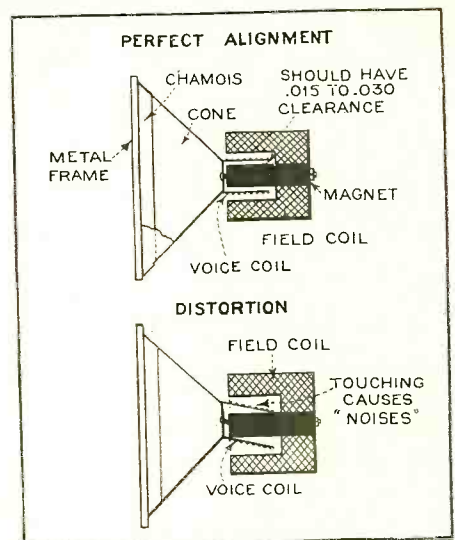 PERFECT ALIGNMENT
CHAMOIS
CONE
METAL
FRAME
SHOULD HAVE
.015 TO.030
CLEARANCE
MAGNET
FIELD COIL
VOICE COIL
DISTORTION
FIELD COIL
TOUCHING
CAUSES
"NOISES"
VOICE COIL